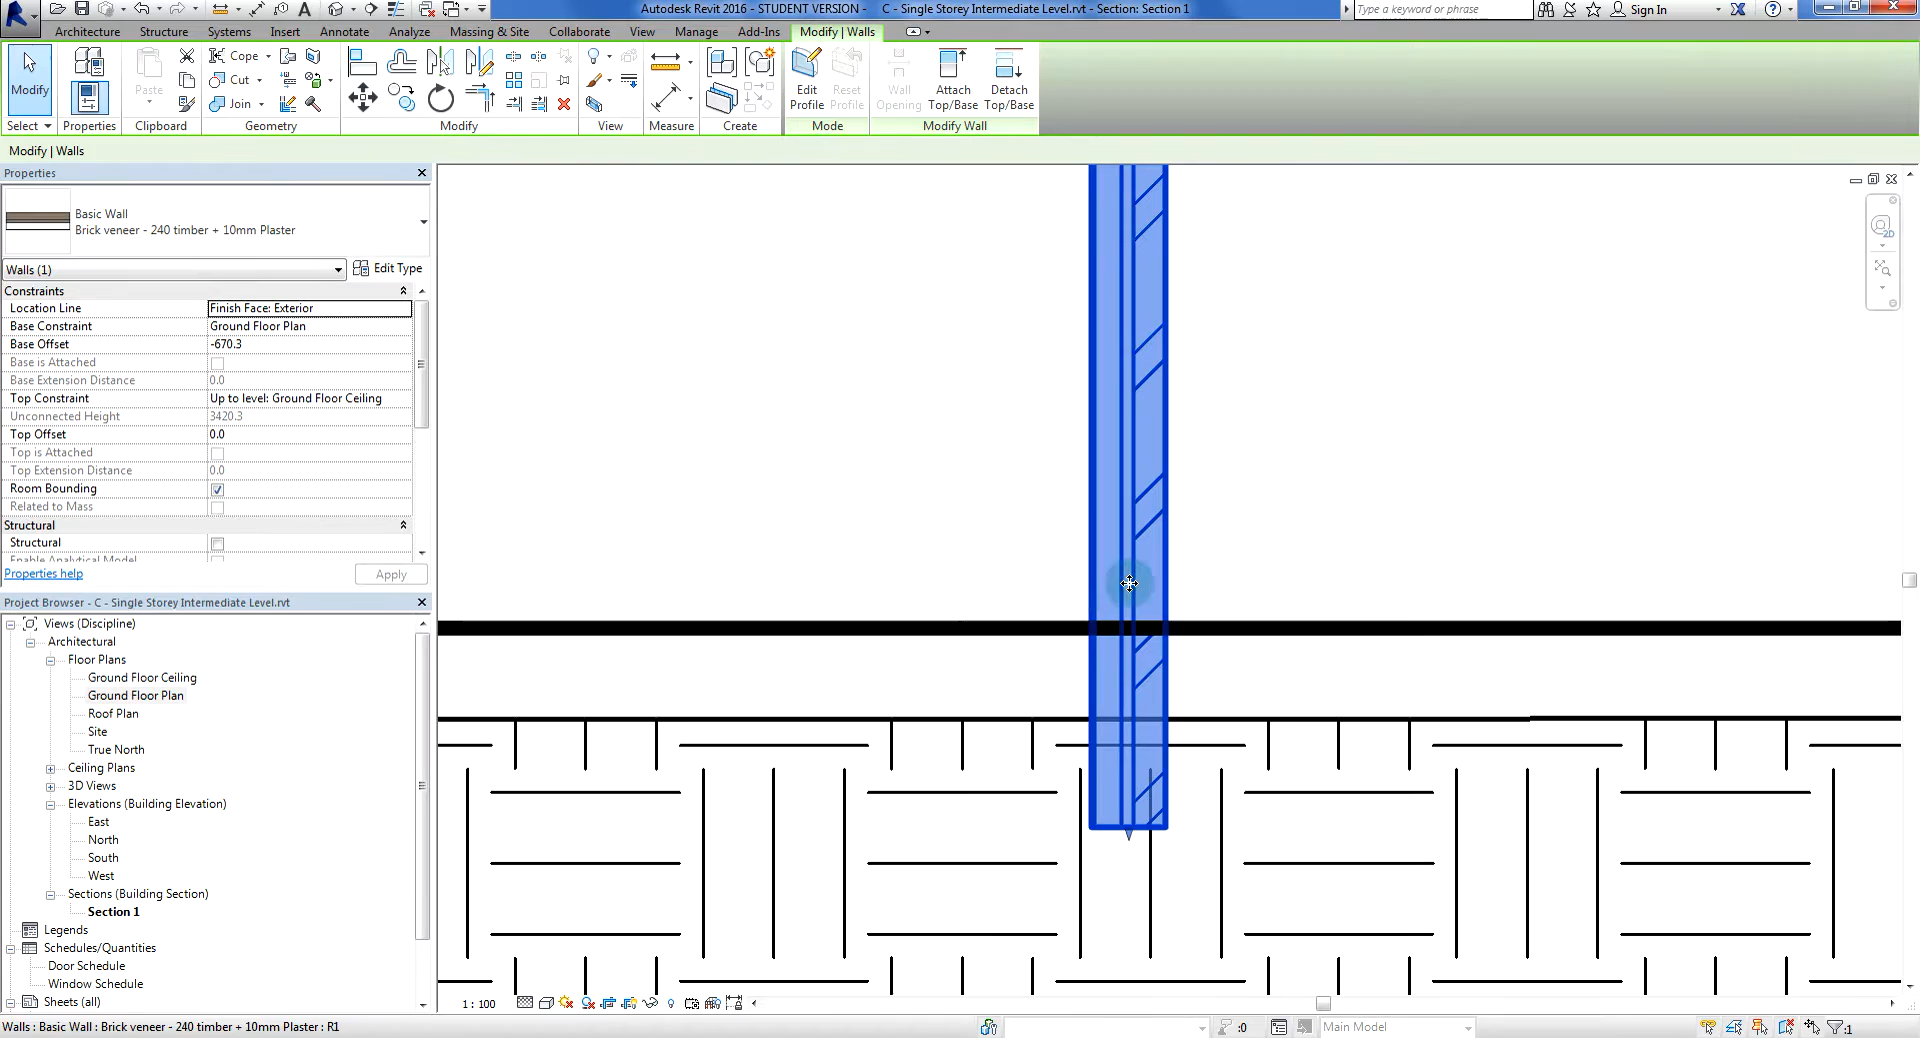 Autodesk Revit 2016 - STUDENT VERSION - C - Single Storey Intermediate Level.rvt - Section: Section 1
Type a keyword or phrase
Sign In
Architecture Structure Systems Insert Annotate Analyze Massing & Site Collaborate View Manage Add-Ins Modify | Walls
Modify
Paste
Cope
Cut
Join
Edit Profile
Reset Profile
Wall Opening
Attach Top/Base
Detach Top/Base
Select Properties Clipboard Geometry Modify View Measure Create Mode Modify Wall
Modify | Walls
Properties
Basic Wall
Brick veneer - 240 timber + 10mm Plaster
Walls (1)
Edit Type
Constraints
Location Line Finish Face: Exterior
Base Constraint Ground Floor Plan
Base Offset -670.3
Base is Attached
Base Extension Distance 0.0
Top Constraint Up to level: Ground Floor Ceiling
Unconnected Height 3420.3
Top Offset 0.0
Top is Attached
Top Extension Distance 0.0
Room Bounding
Related to Mass
Structural
Structural
Enable Analytical Model
Properties help
Apply
Project Browser - C - Single Storey Intermediate Level.rvt
Views (Discipline)
Architectural
Floor Plans
Ground Floor Ceiling
Ground Floor Plan
Roof Plan
Site
True North
Ceiling Plans
3D Views
Elevations (Building Elevation)
East
North
South
West
Sections (Building Section)
Section 1
Legends
Schedules/Quantities
Door Schedule
Window Schedule
Sheets (all)
2D
1 : 100
Walls : Basic Wall : Brick veneer - 240 timber + 10mm Plaster : R1
:0
Main Model
:1